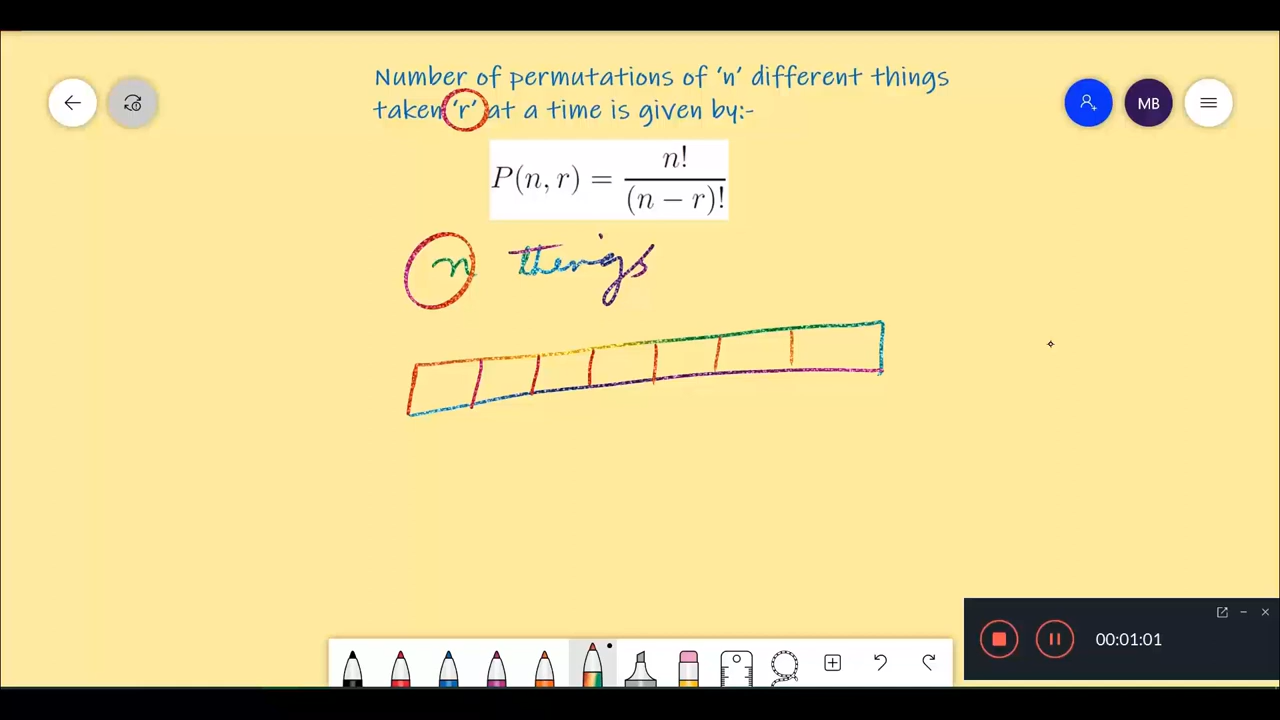 Number of permutations of ‘n’ different things
taken ‘r’ at a time is given by:-
MB
P(n, r) = n! / (n − r)!
n things
00:01:01